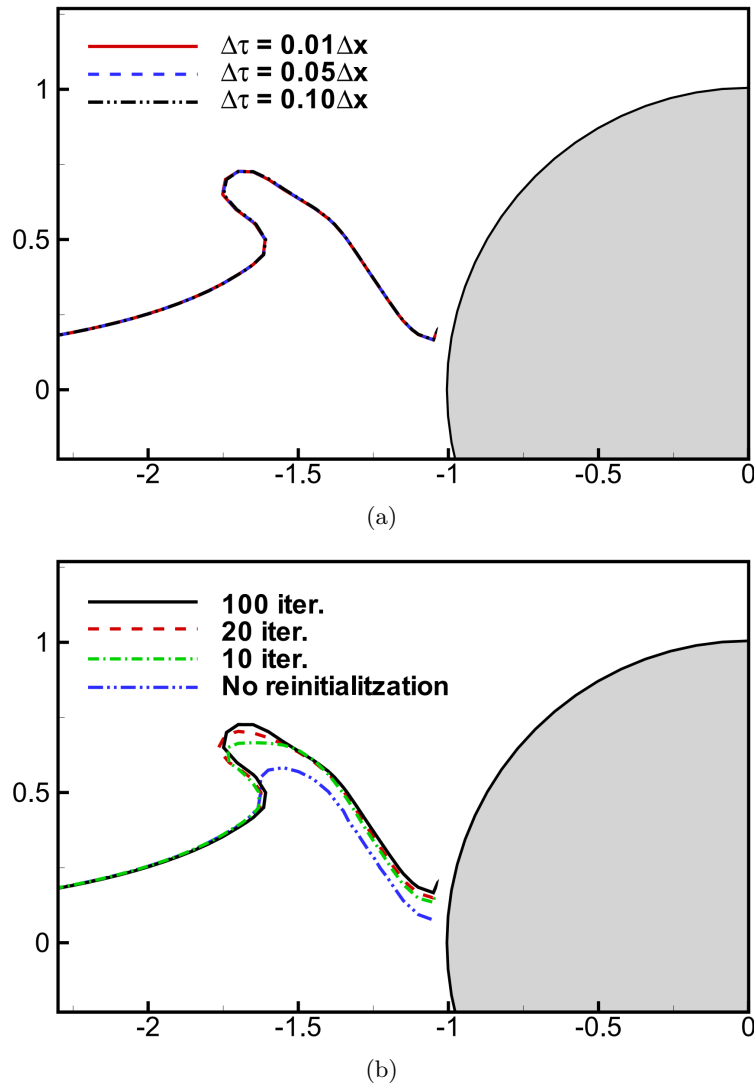 Δτ = 0.01Δx
Δτ = 0.05Δx
Δτ = 0.10Δx
1
0.5
0
-2 -1.5 -1 -0.5 0
(a)
100 iter.
20 iter.
10 iter.
No reinitialitzation
1
0.5
0
-2 -1.5 -1 -0.5 0
(b)